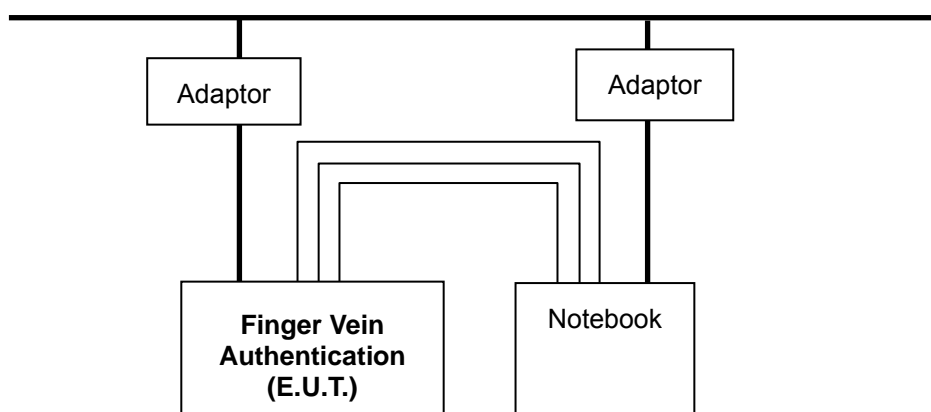 Adaptor
Adaptor
Finger Vein
Authentication
(E.U.T.)
Notebook